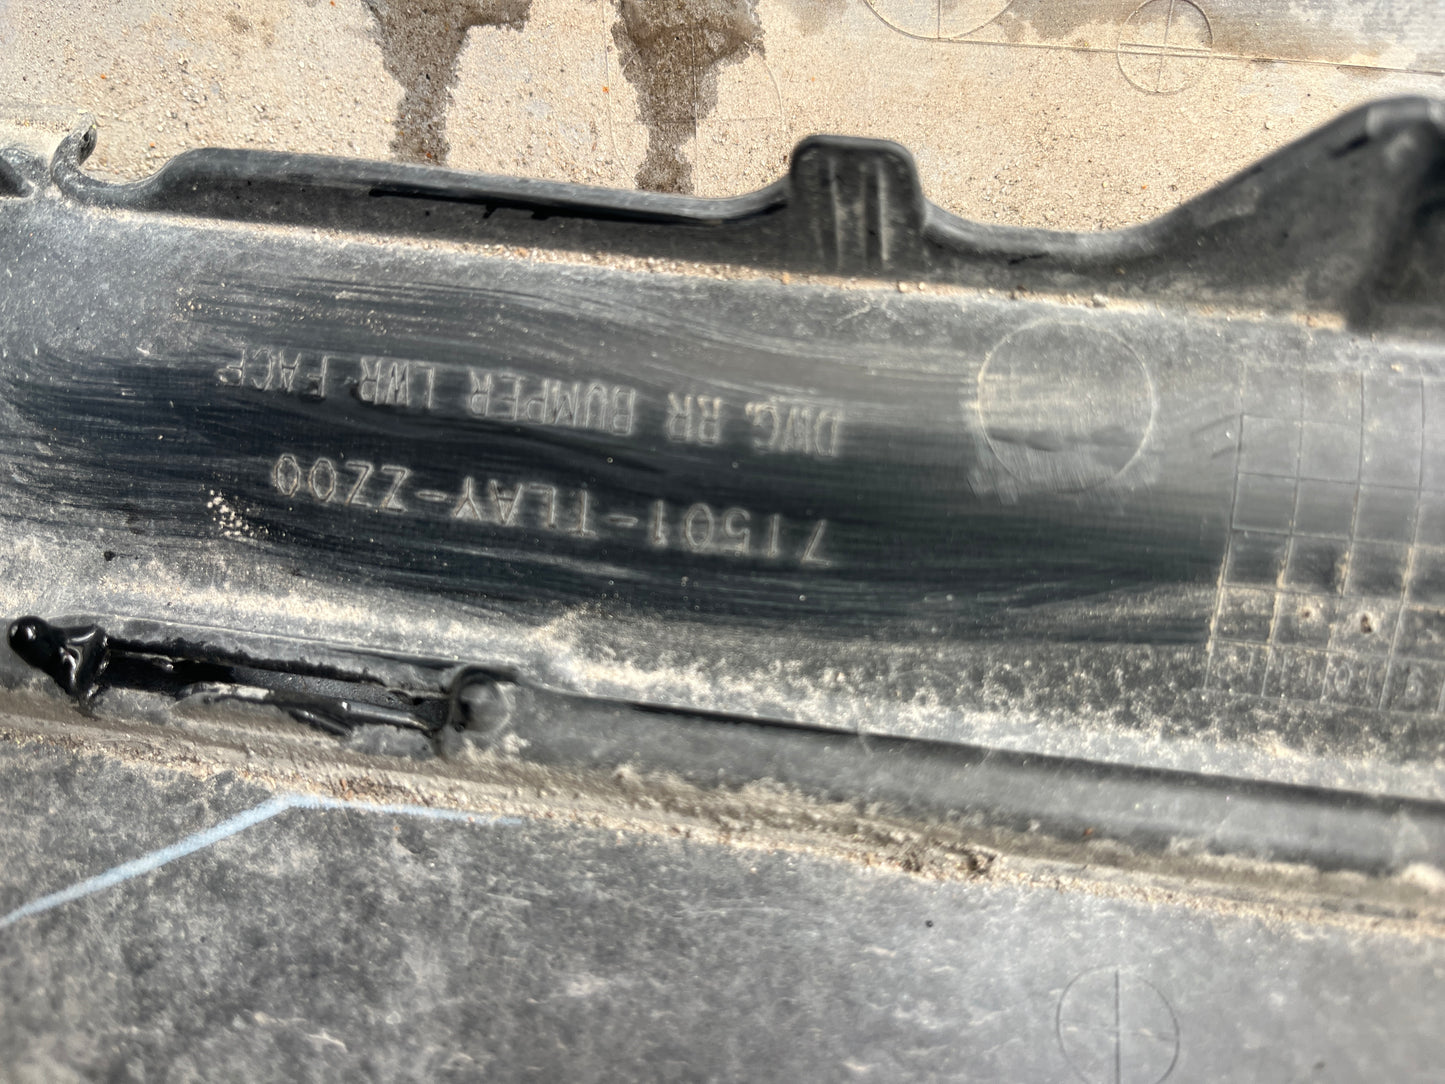 71501-TLAY-ZZ00
DWG. RR BUMPER LWR FACE